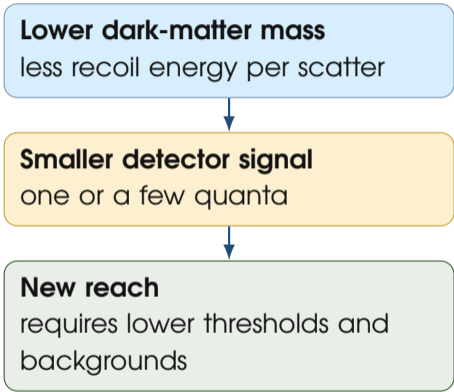 Lower dark-matter mass
less recoil energy per scatter
Smaller detector signal
one or a few quanta
New reach
requires lower thresholds and
backgrounds